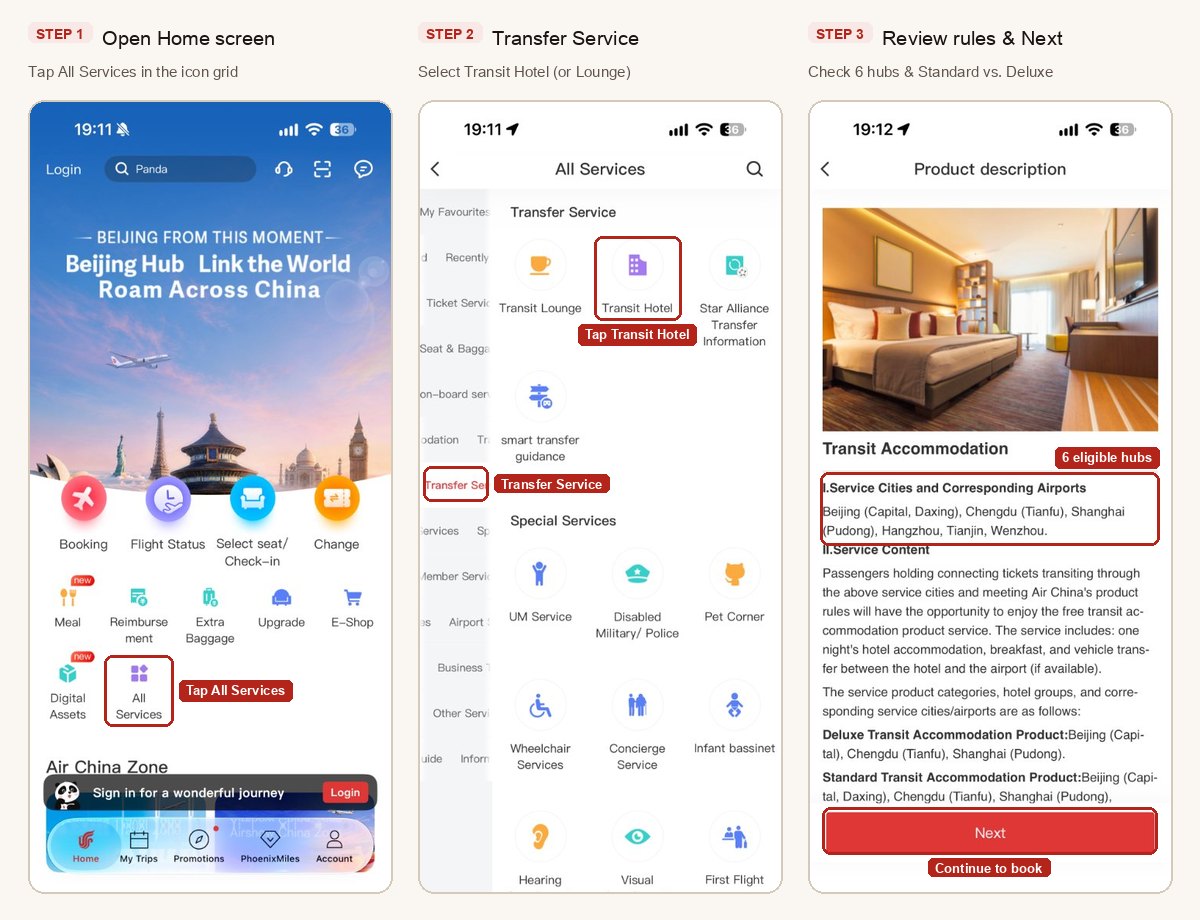 STEP 1 Open Home screen
Tap All Services in the icon grid
19:11
36
Login
Panda
BEIJING FROM THIS MOMENT
Beijing Hub Link the World
Roam Across China
Booking
Flight Status
Select seat/
Check-in
Change
new
Meal
Reimburse
ment
Extra
Baggage
Upgrade
E-Shop
new
Digital
Assets
All
Services
Tap All Services
Air China Zone
Sign in for a wonderful journey
Login
Home
My Trips
Promotions
PhoenixMiles
Account
STEP 2 Transfer Service
Select Transit Hotel (or Lounge)
19:11
36
All Services
My Favourites
d Recently
Ticket Servic
Seat & Bagga
on-board ser
odation Tr
Transfer Se
ervices Sp
Member Servic
es Airport
Business T
Other Servi
uide Inform
Transfer Service
Transit Lounge
Transit Hotel
Star Alliance
Transfer
Information
Tap Transit Hotel
smart transfer
guidance
Transfer Service
Special Services
UM Service
Disabled
Military/ Police
Pet Corner
Wheelchair
Services
Concierge
Service
Infant bassinet
Hearing
Visual
First Flight
STEP 3 Review rules & Next
Check 6 hubs & Standard vs. Deluxe
19:12
36
Product description
Transit Accommodation
6 eligible hubs
I.Service Cities and Corresponding Airports
Beijing (Capital, Daxing), Chengdu (Tianfu), Shanghai
(Pudong), Hangzhou, Tianjin, Wenzhou.
II.Service Content
Passengers holding connecting tickets transiting through
the above service cities and meeting Air China's product
rules will have the opportunity to enjoy the free transit ac-
commodation product service. The service includes: one
night's hotel accommodation, breakfast, and vehicle trans-
fer between the hotel and the airport (if available).
The service product categories, hotel groups, and corre-
sponding service cities/airports are as follows:
Deluxe Transit Accommodation Product:Beijing (Capi-
tal), Chengdu (Tianfu), Shanghai (Pudong).
Standard Transit Accommodation Product:Beijing (Capi-
tal, Daxing), Chengdu (Tianfu), Shanghai (Pudong),
Next
Continue to book